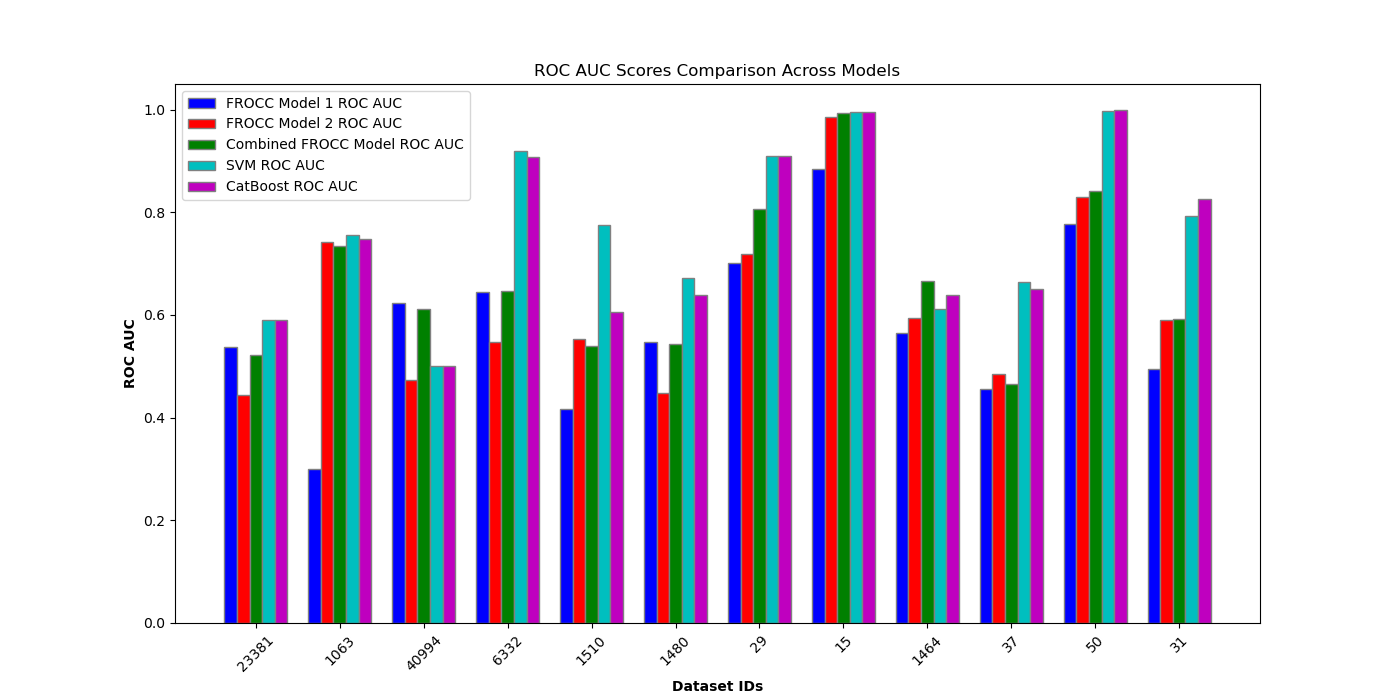 ROC AUC Scores Comparison Across Models
FROCC Model 1 ROC AUC
FROCC Model 2 ROC AUC
Combined FROCC Model ROC AUC
SVM ROC AUC
CatBoost ROC AUC
ROC AUC
1.0
0.8
0.6
0.4
0.2
0.0
23381 1063 40994 6332 1510 1480 29 15 1464 37 50 31
Dataset IDs